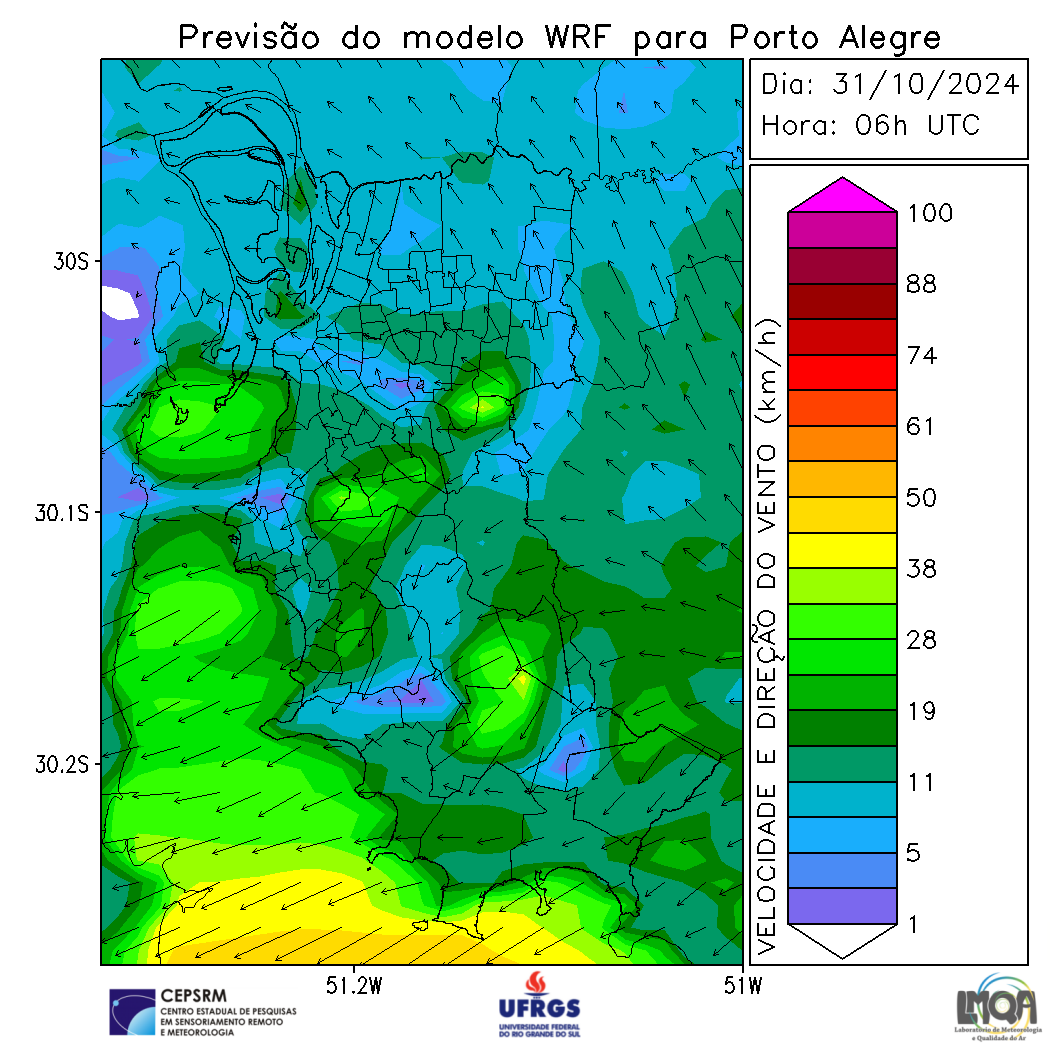 Previsão do modelo WRF para Porto Alegre
Dia: 31/10/2024
Hora: 06h UTC
30S
30.1S
30.2S
51.2W
51W
VELOCIDADE E DIREÇÃO DO VENTO (km/h)
100
88
74
61
50
38
28
19
11
5
1
CEPSRM
CENTRO ESTADUAL DE PESQUISAS
EM SENSORIAMENTO REMOTO
E METEOROLOGIA
UFRGS
UNIVERSIDADE FEDERAL
DO RIO GRANDE DO SUL
LMQA
Laboratório de Meteorologia
e Qualidade do Ar